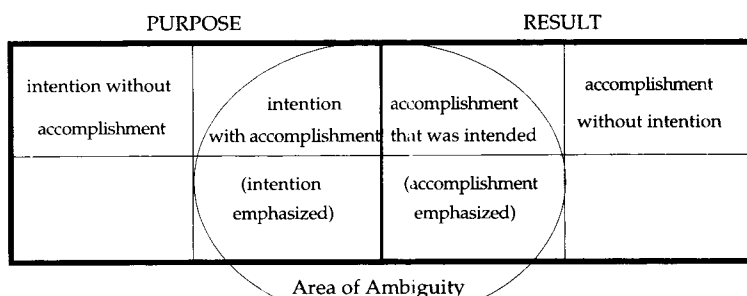 PURPOSE RESULT
intention without
accomplishment
intention
with accomplishment
accomplishment
that was intended
accomplishment
without intention
(intention
emphasized)
(accomplishment
emphasized)
Area of Ambiguity